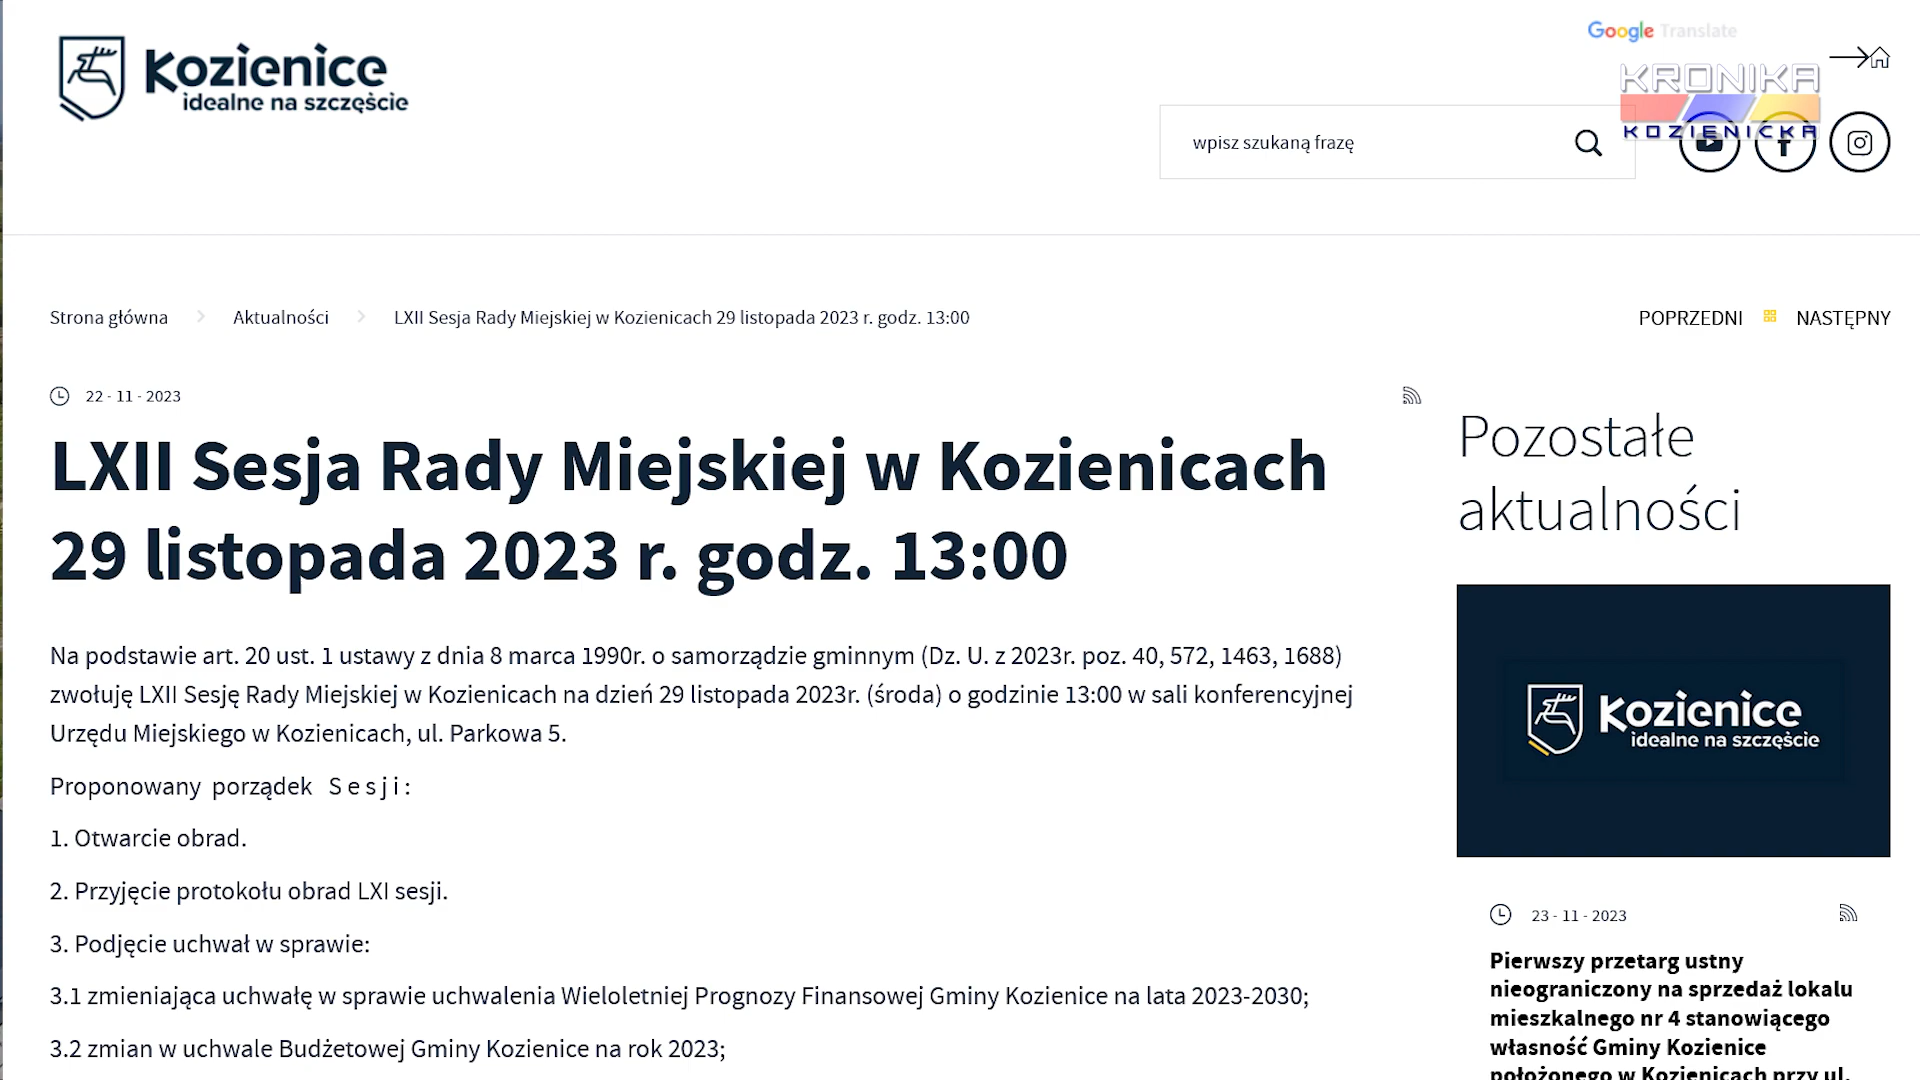 Kozienice
idealne na szczęście
Google Translate
KRONIKA
KOZIENICKA
wpisz szukaną frazę
Strona główna
Aktualności
LXII Sesja Rady Miejskiej w Kozienicach 29 listopada 2023 r. godz. 13:00
POPRZEDNI
NASTĘPNY
22 - 11 - 2023
LXII Sesja Rady Miejskiej w Kozienicach
29 listopada 2023 r. godz. 13:00
Na podstawie art. 20 ust. 1 ustawy z dnia 8 marca 1990r. o samorządzie gminnym (Dz. U. z 2023r. poz. 40, 572, 1463, 1688)
zwołuję LXII Sesję Rady Miejskiej w Kozienicach na dzień 29 listopada 2023r. (środa) o godzinie 13:00 w sali konferencyjnej
Urzędu Miejskiego w Kozienicach, ul. Parkowa 5.
Proponowany porządek S e s j i :
1. Otwarcie obrad.
2. Przyjęcie protokołu obrad LXI sesji.
3. Podjęcie uchwał w sprawie:
3.1 zmieniająca uchwałę w sprawie uchwalenia Wieloletniej Prognozy Finansowej Gminy Kozienice na lata 2023-2030;
3.2 zmian w uchwale Budżetowej Gminy Kozienice na rok 2023;
Pozostałe
aktualności
Kozienice
idealne na szczęście
23 - 11 - 2023
Pierwszy przetarg ustny
nieograniczony na sprzedaż lokalu
mieszkalnego nr 4 stanowiącego
własność Gminy Kozienice
położonego w Kozienicach przy ul.